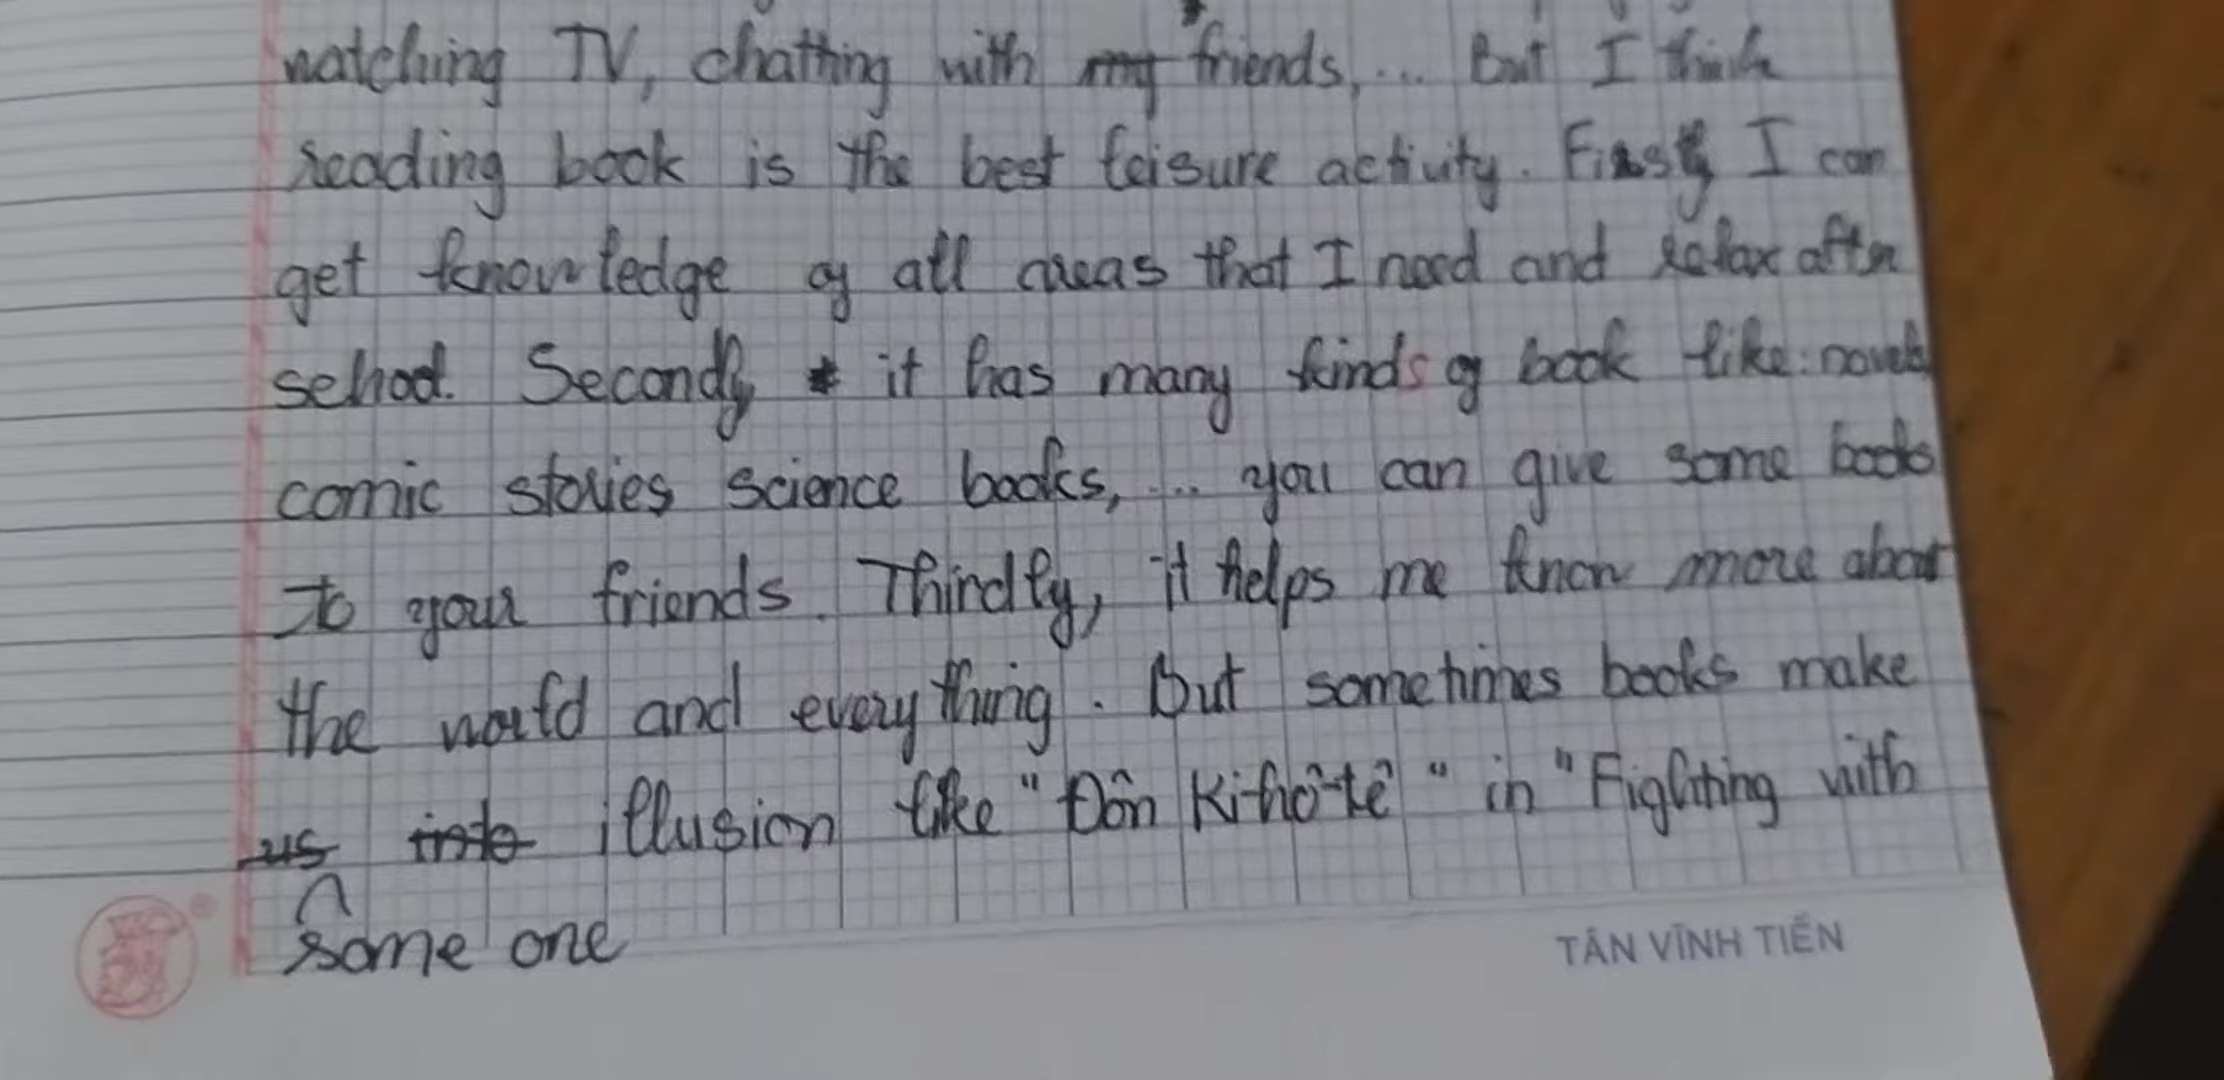 watching TV, chatting with my friends,... But I think
reading book is the best leisure activity. Firstly I can
get knowledge of all areas that I need and relax after
school. Secondly it has many kinds of book like: novels
comic stories science books, ... you can give some books
to your friends. Thirdly, it helps me know more about
the world and everything. But sometimes books make
us into illusion like "Đôn Ki-hô-tê" in "Fighting with
some one
TÂN VĨNH TIẾN